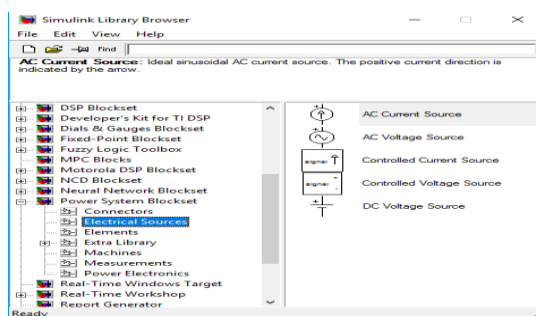 Simulink Library Browser
File Edit View Help
Find
AC Current Source: Ideal sinusoidal AC current source. The positive current direction is
indicated by the arrow.
DSP Blockset
Developer's Kit for TI DSP
Dials & Gauges Blockset
Fixed-Point Blockset
Fuzzy Logic Toolbox
MPC Blocks
Motorola DSP Blockset
NCD Blockset
Neural Network Blockset
Power System Blockset
Connectors
Electrical Sources
Elements
Extra Library
Machines
Measurements
Power Electronics
Real-Time Windows Target
Real-Time Workshop
Report Generator
AC Current Source
AC Voltage Source
signal
Controlled Current Source
signal
Controlled Voltage Source
DC Voltage Source
Ready